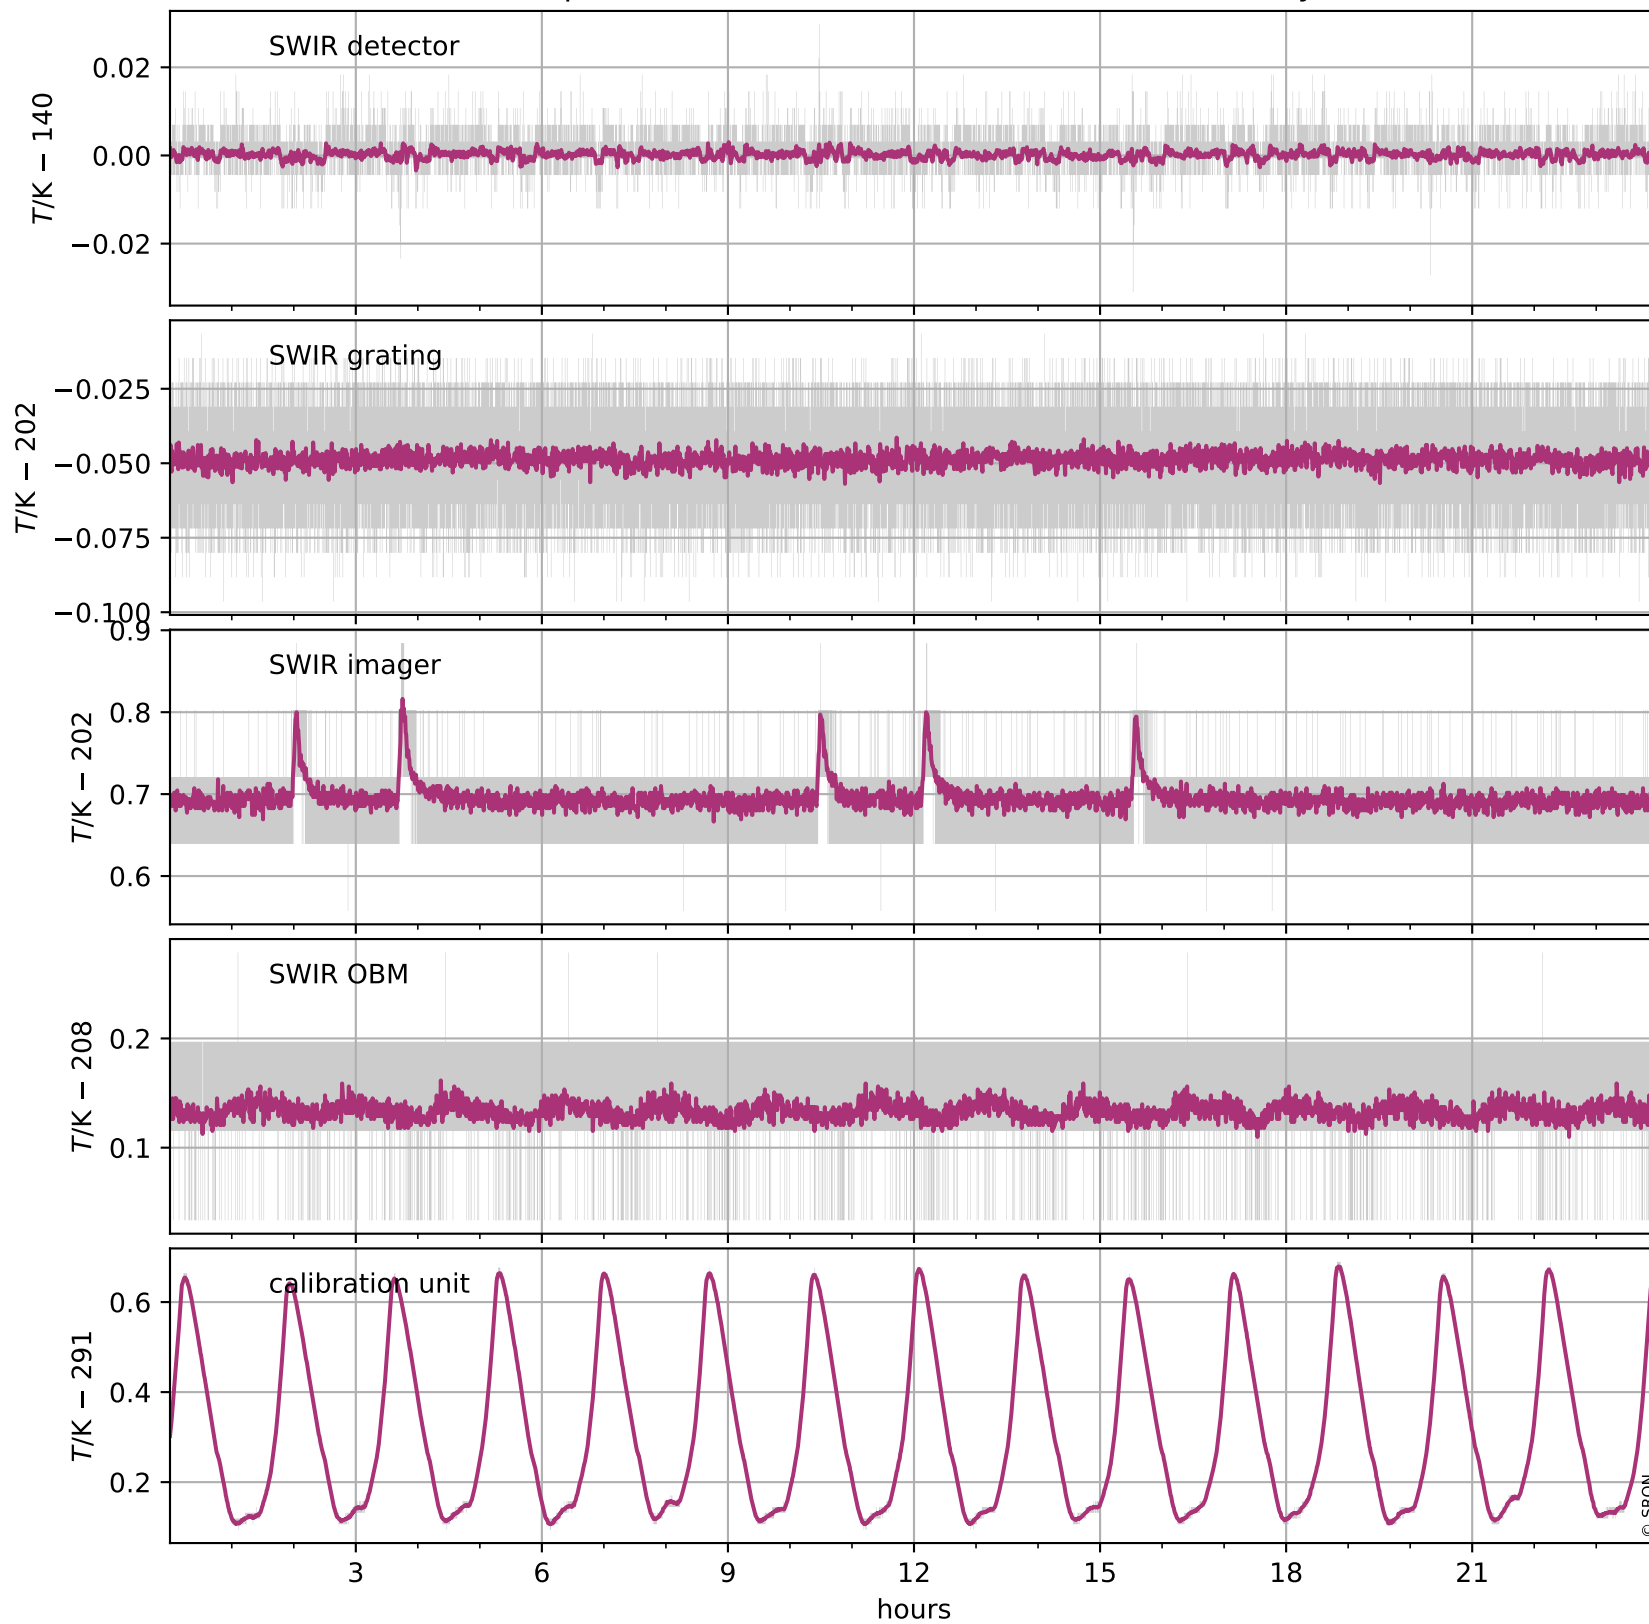 SWIR detector
T/K − 140
0.02
0.00
−0.02
SWIR grating
T/K − 202
−0.025
−0.050
−0.075
−0.100
SWIR imager
T/K − 202
0.9
0.8
0.7
0.6
SWIR OBM
T/K − 208
0.2
0.1
calibration unit
T/K − 291
0.6
0.4
0.2
3 6 9 12 15 18 21
hours
© SRON